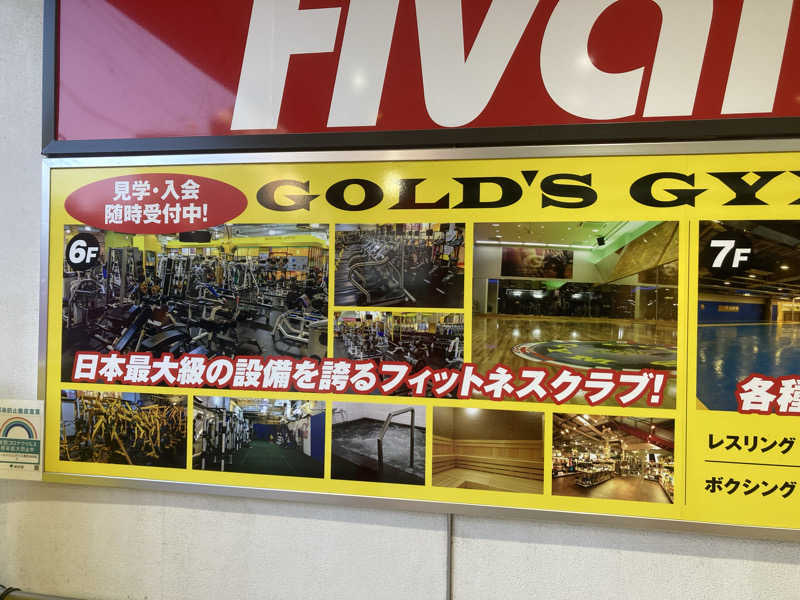 Fiva
見学・入会
随時受付中!
GOLD'S GY
6F
7F
日本最大級の設備を誇るフィットネスクラブ!
各種
レスリング
ボクシング